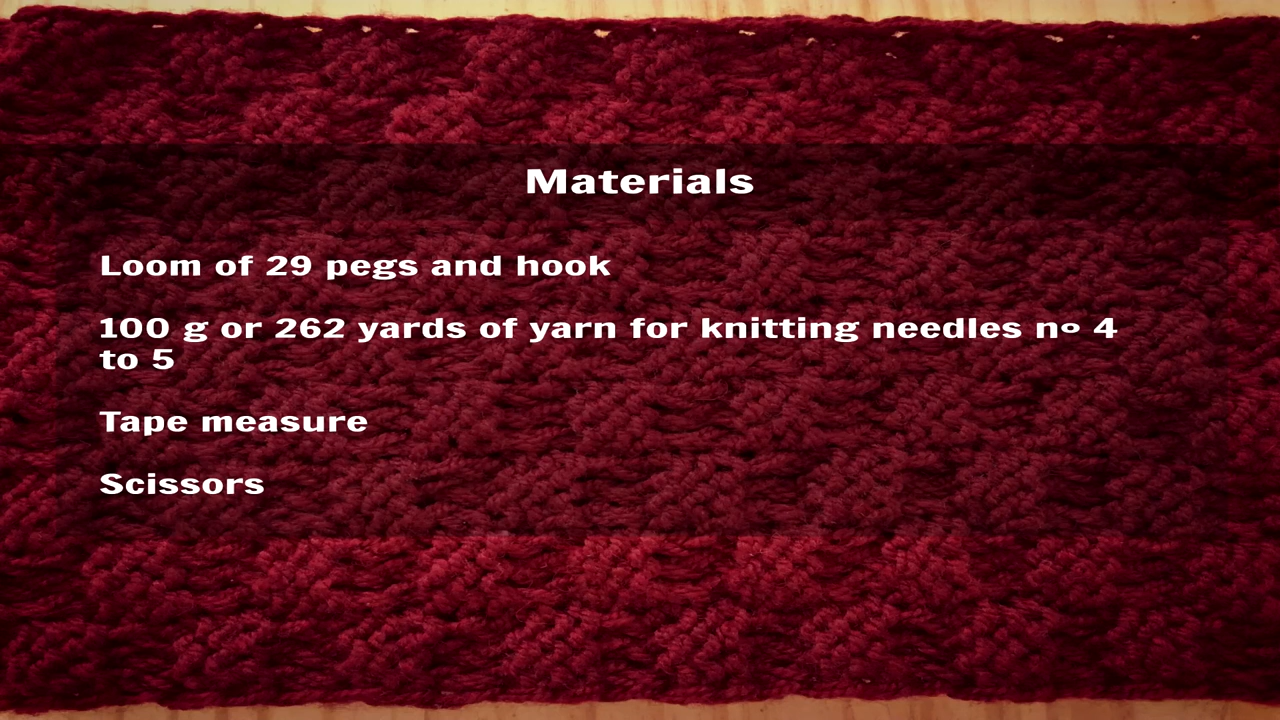 Materials
Loom of 29 pegs and hook
100 g or 262 yards of yarn for knitting needles nº 4
to 5
Tape measure
Scissors